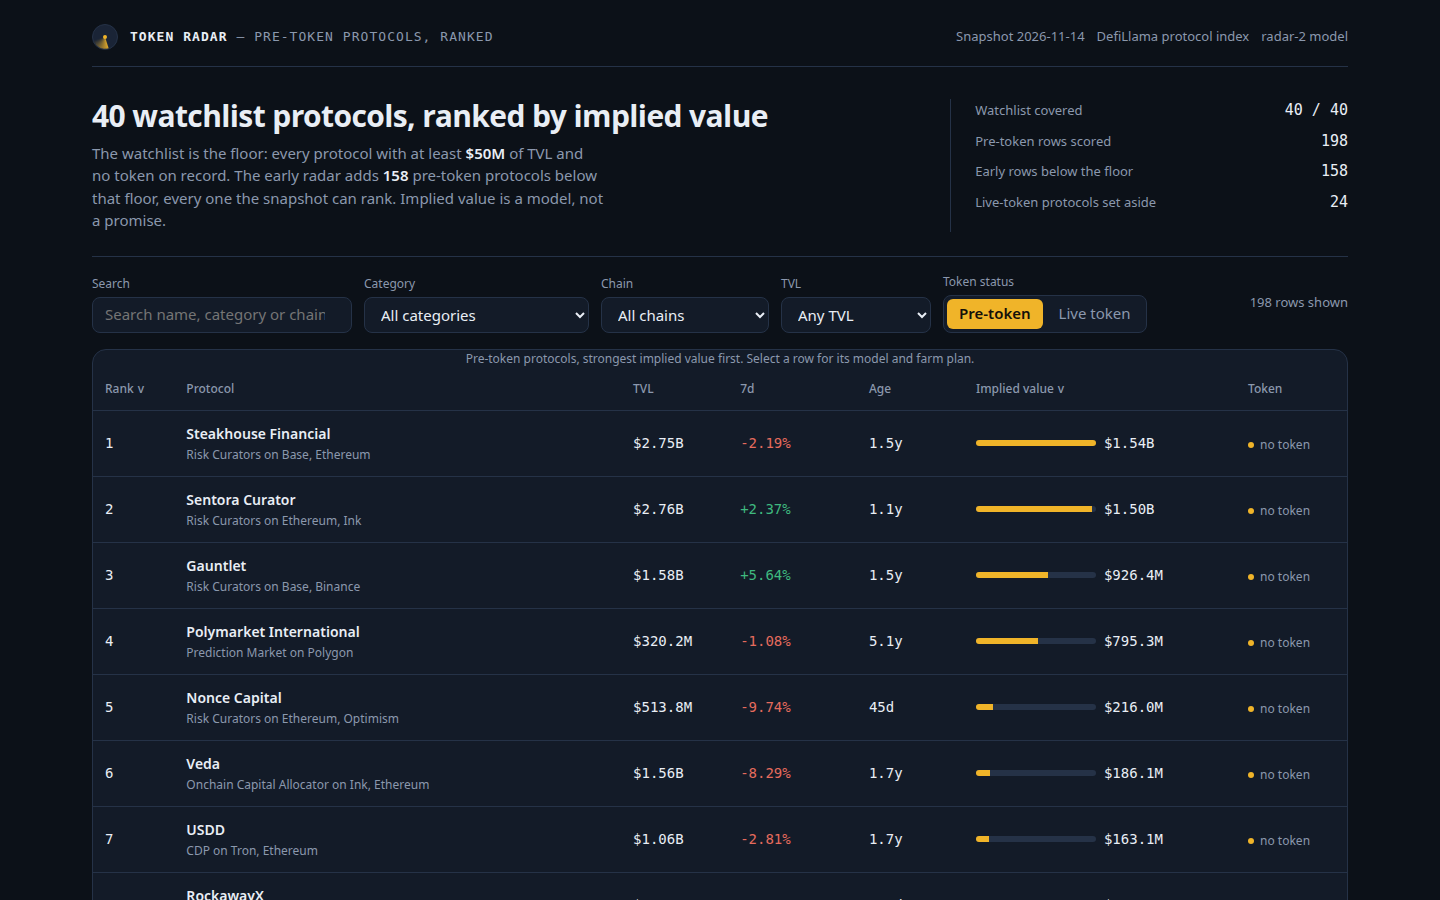 TOKEN RADAR — PRE-TOKEN PROTOCOLS, RANKED
Snapshot 2026-11-14 DefiLlama protocol index radar-2 model
40 watchlist protocols, ranked by implied value
The watchlist is the floor: every protocol with at least $50M of TVL and
no token on record. The early radar adds 158 pre-token protocols below
that floor, every one the snapshot can rank. Implied value is a model, not
a promise.
Watchlist covered 40 / 40
Pre-token rows scored 198
Early rows below the floor 158
Live-token protocols set aside 24
Search Category Chain TVL Token status
Search name, category or chain All categories All chains Any TVL Pre-token Live token 198 rows shown
Pre-token protocols, strongest implied value first. Select a row for its model and farm plan.
Rank v Protocol TVL 7d Age Implied value v Token
1 Steakhouse Financial $2.75B -2.19% 1.5y $1.54B no token
Risk Curators on Base, Ethereum
2 Sentora Curator $2.76B +2.37% 1.1y $1.50B no token
Risk Curators on Ethereum, Ink
3 Gauntlet $1.58B +5.64% 1.5y $926.4M no token
Risk Curators on Base, Binance
4 Polymarket International $320.2M -1.08% 5.1y $795.3M no token
Prediction Market on Polygon
5 Nonce Capital $513.8M -9.74% 45d $216.0M no token
Risk Curators on Ethereum, Optimism
6 Veda $1.56B -8.29% 1.7y $186.1M no token
Onchain Capital Allocator on Ink, Ethereum
7 USDD $1.06B -2.81% 1.7y $163.1M no token
CDP on Tron, Ethereum
RockawayX